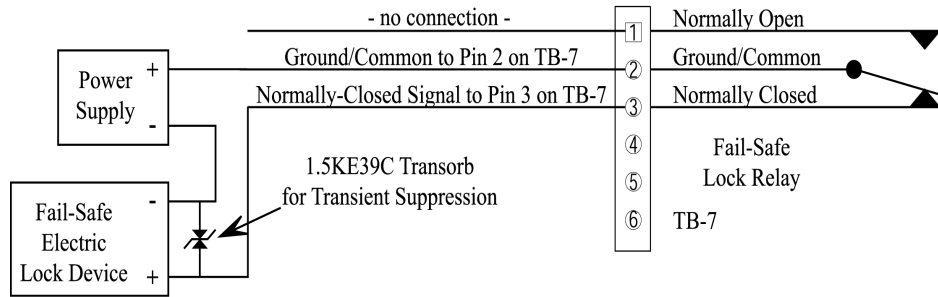 - no connection -
1
Normally Open
Power
Supply
+
-
Ground/Common to Pin 2 on TB-7
2
Ground/Common
Normally-Closed Signal to Pin 3 on TB-7
3
Normally Closed
4
5
6
Fail-Safe
Lock Relay
TB-7
1.5KE39C Transorb
for Transient Suppression
Fail-Safe
Electric
Lock Device
-
+